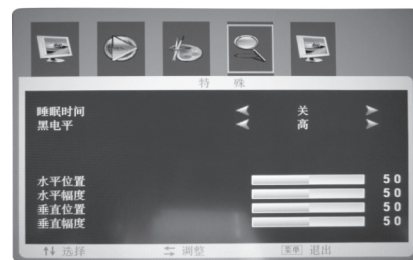 特 殊
睡眠时间 关
黑电平 高
水平位置 50
水平幅度 50
垂直位置 50
垂直幅度 50
选择 调整 菜单 退出